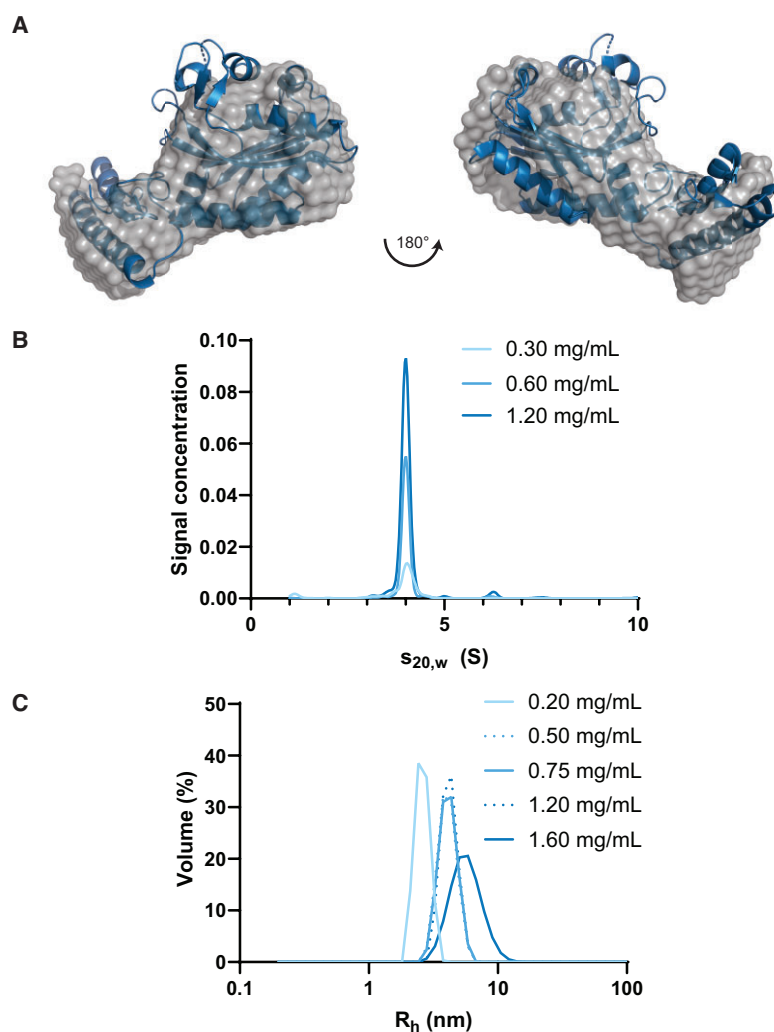 A
180°
B
0.10
0.08
0.06
0.04
0.02
0.00
Signal concentration
0.30 mg/mL
0.60 mg/mL
1.20 mg/mL
0
5
10
s20,w (S)
C
50
40
30
20
10
0
Volume (%)
0.20 mg/mL
0.50 mg/mL
0.75 mg/mL
1.20 mg/mL
1.60 mg/mL
0.1
1
10
100
Rh (nm)